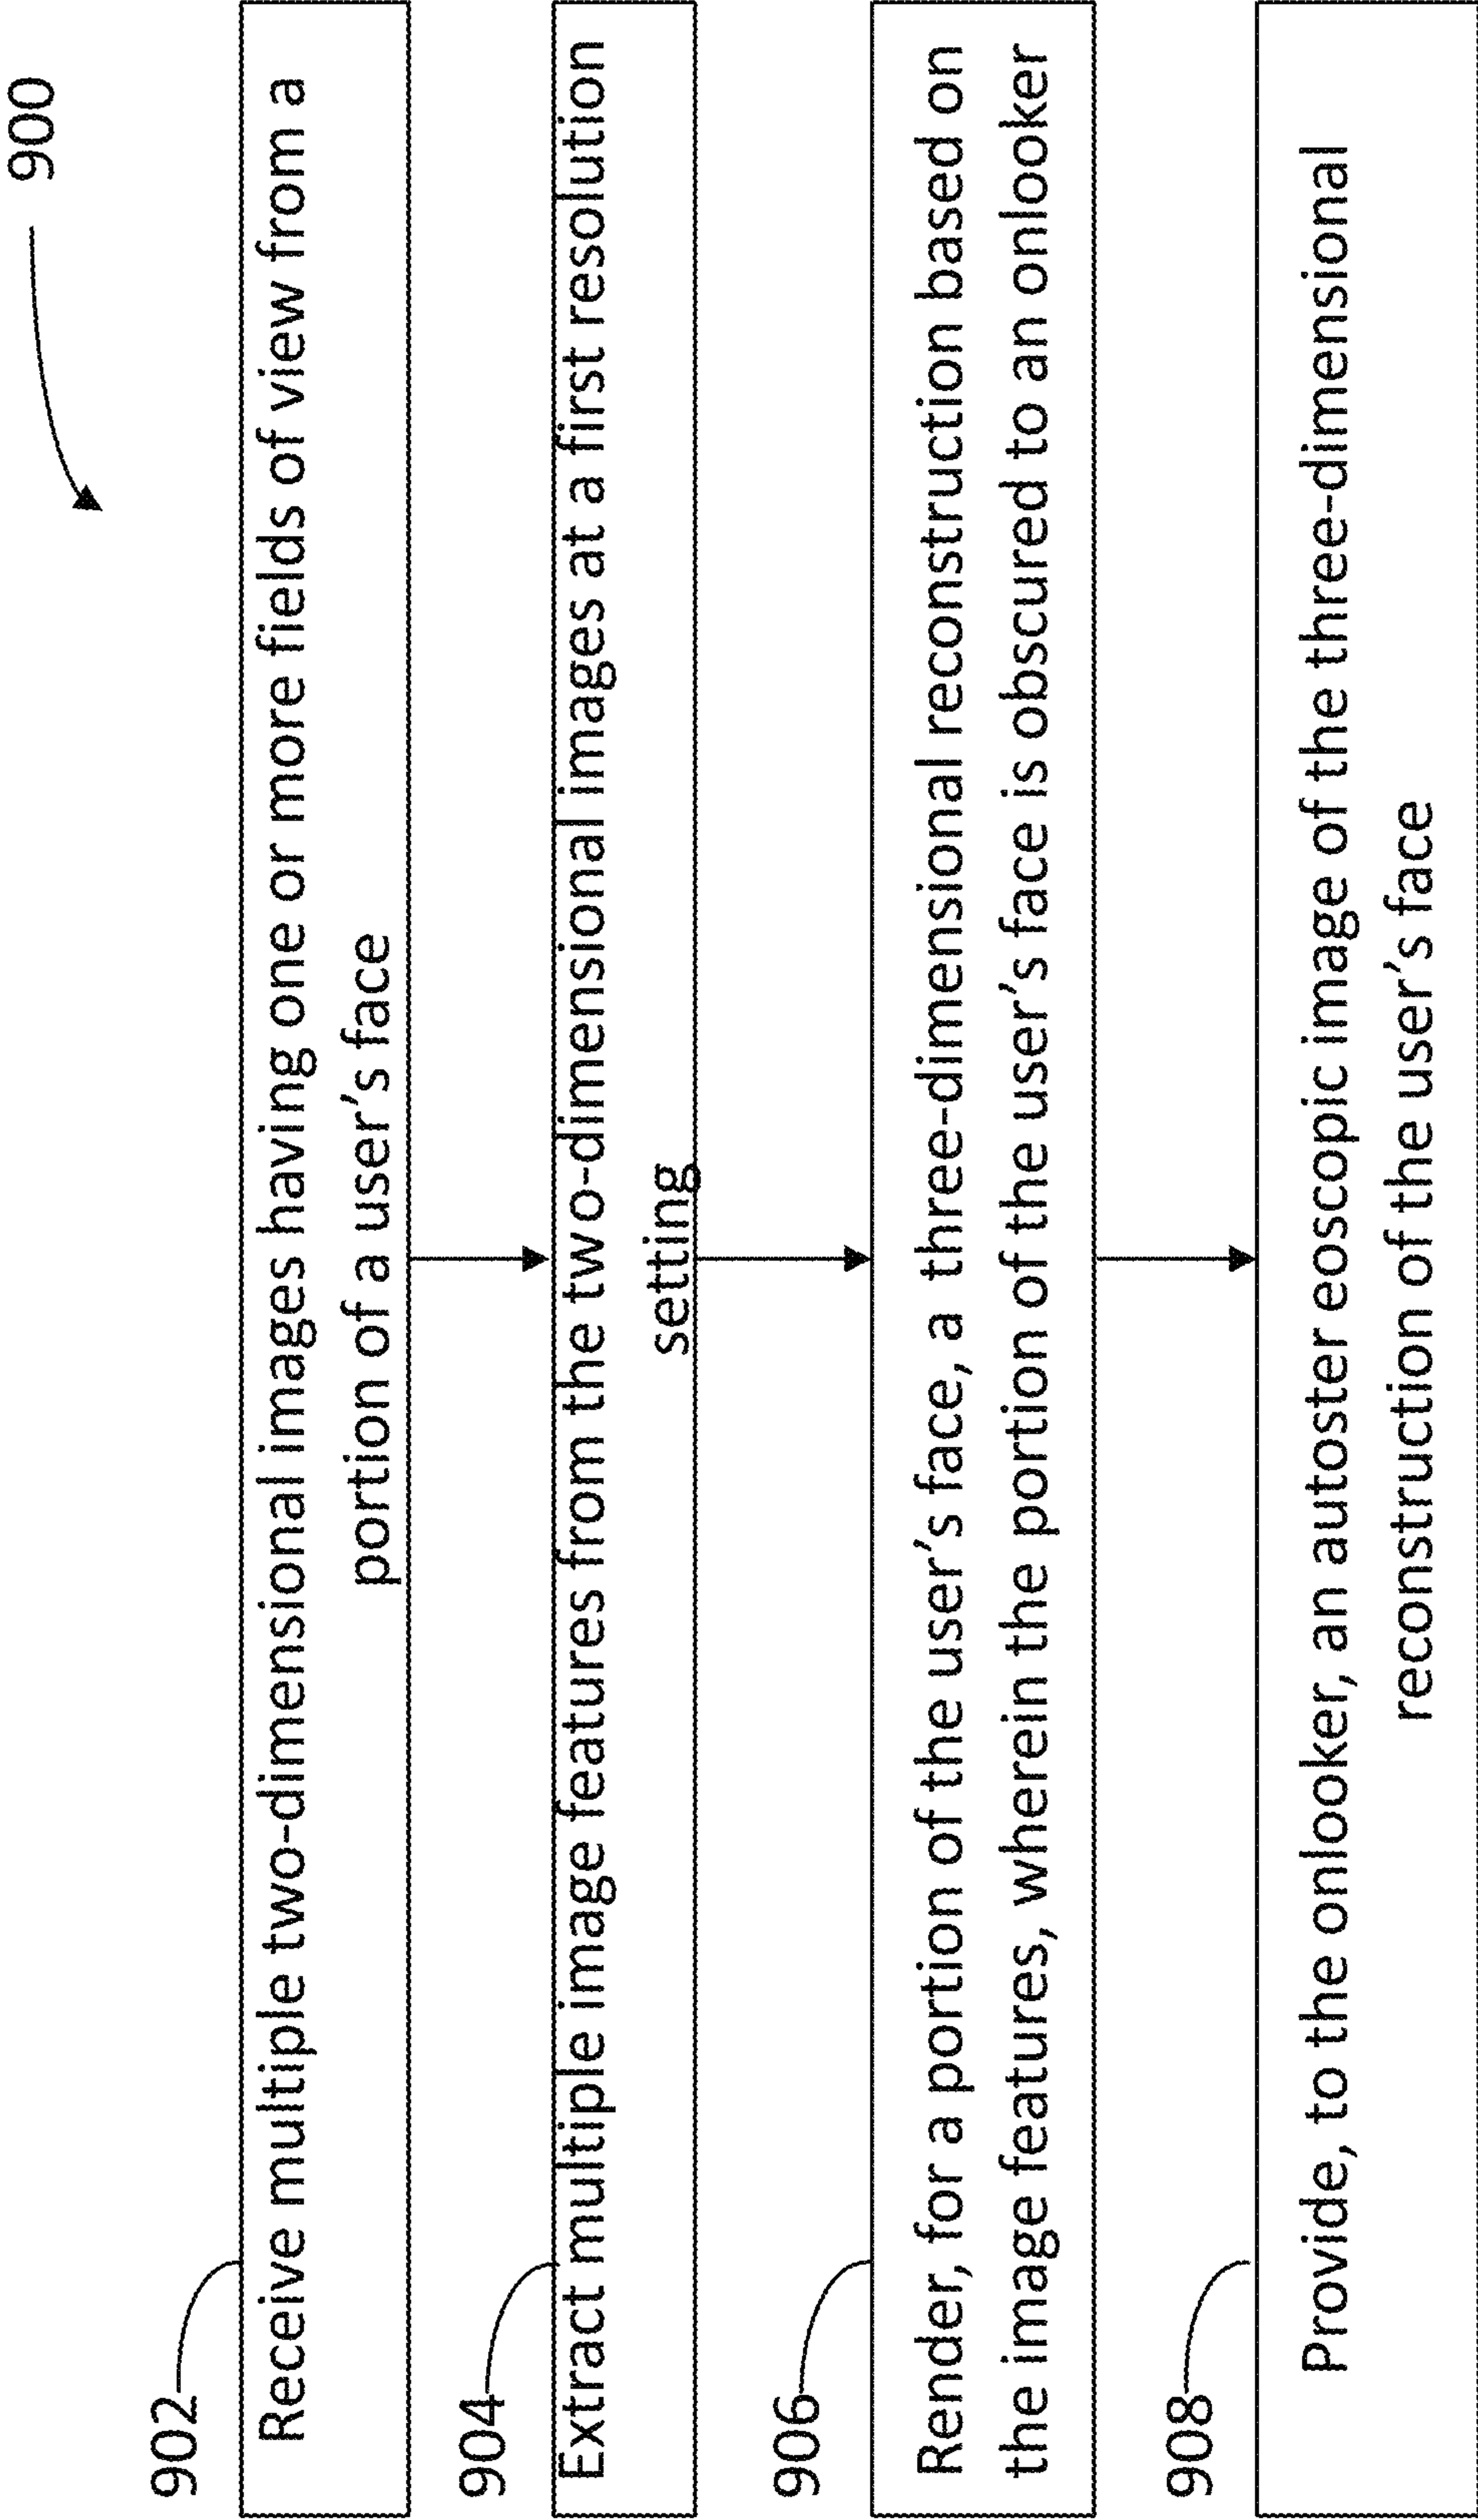 900
902
Receive multiple two-dimensional images having one or more fields of view from a
portion of a user's face
904
Extract multiple image features from the two-dimensional images at a first resolution
setting
906
Render, for a portion of the user's face, a three-dimensional reconstruction based on
the image features, wherein the portion of the user's face is obscured to an onlooker
908
Provide, to the onlooker, an autoster eoscopic image of the three-dimensional
reconstruction of the user's face